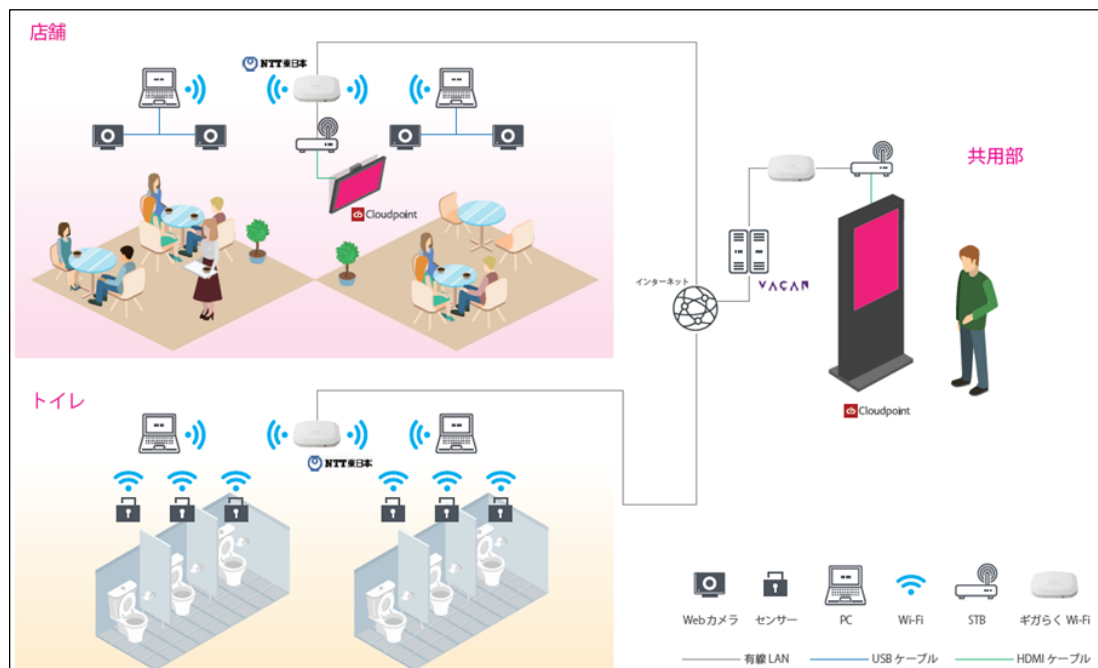 店舗
NTT東日本
Cloudpoint
共用部
インターネット
VACAN
Cloudpoint
トイレ
NTT東日本
Webカメラ
センサー
PC
Wi-Fi
STB
ギガらく Wi-Fi
有線LAN
USB ケーブル
HDMI ケーブル